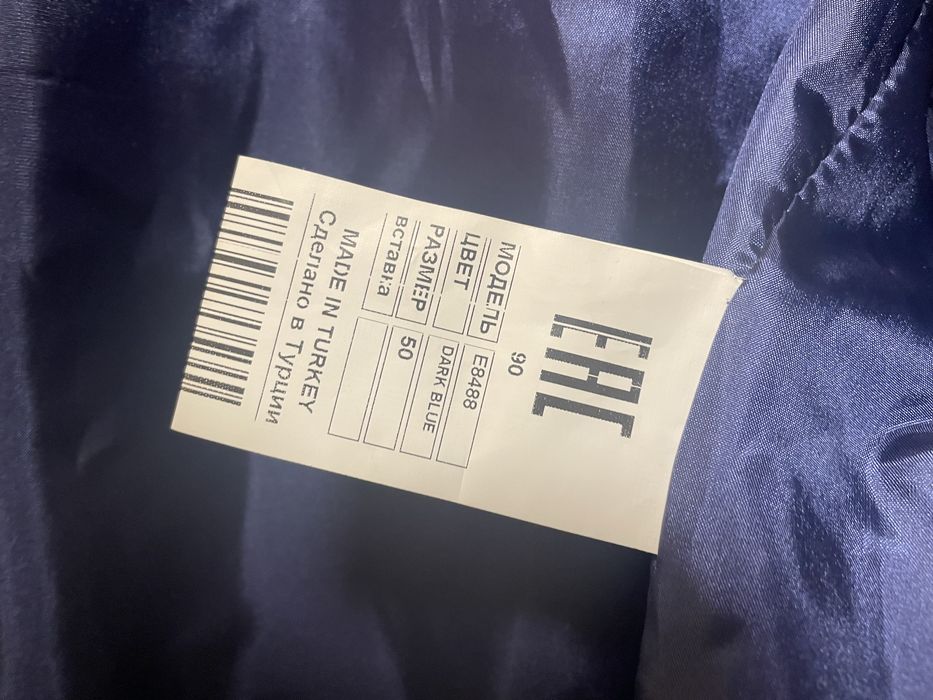 EAC
90
МОДЕЛЬ E8488
ЦВЕТ DARK BLUE
РАЗМЕР 50
Вставка
MADE IN TURKEY
Сделано в Турции